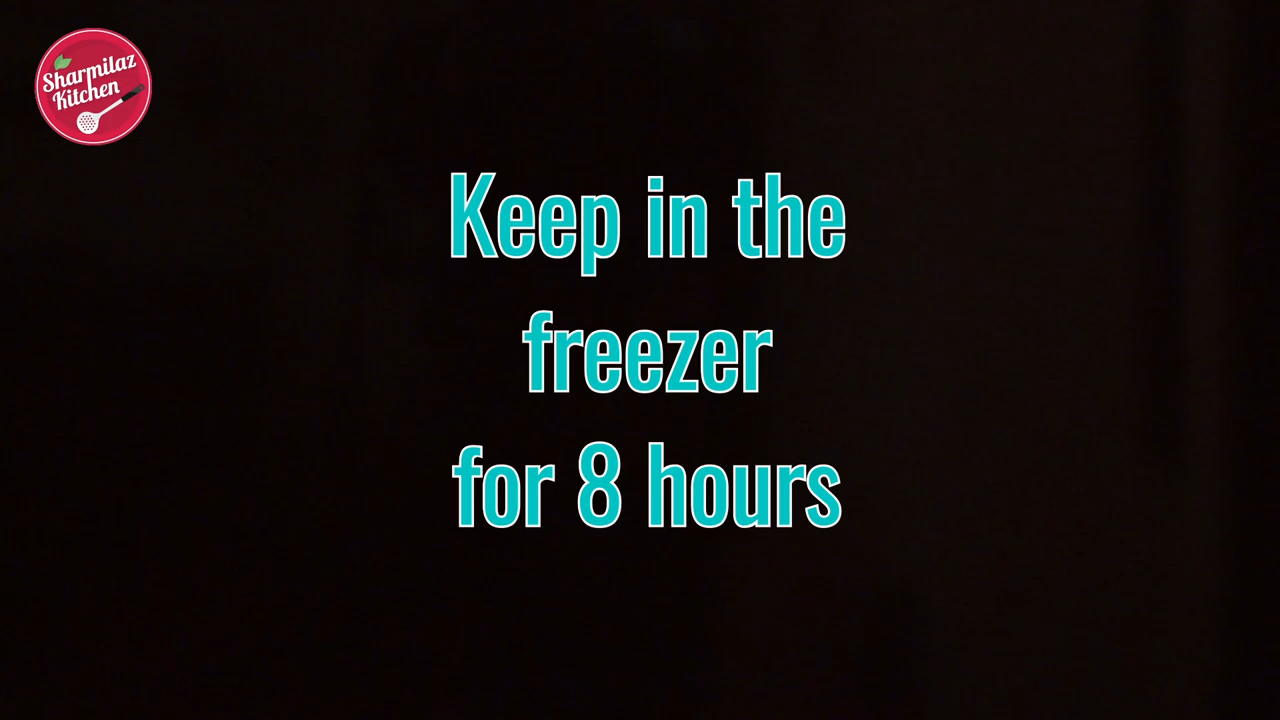 Sharmilaz
Kitchen
Keep in the
freezer
for 8 hours